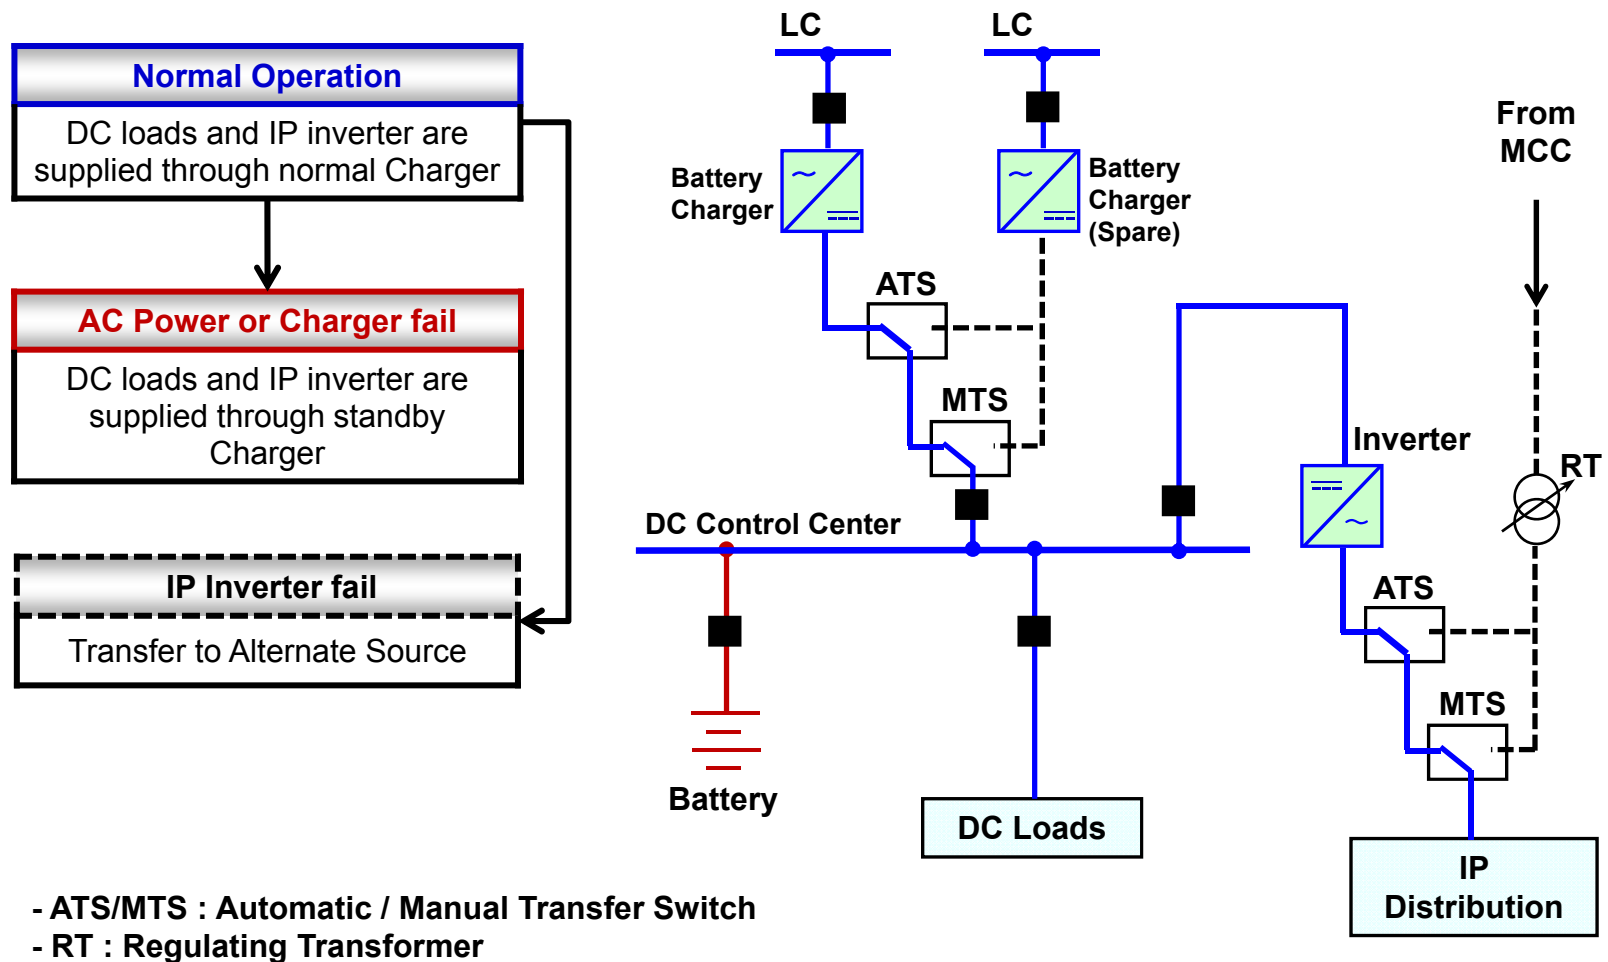 Normal Operation
DC loads and IP inverter are
supplied through normal Charger
AC Power or Charger fail
DC loads and IP inverter are
supplied through standby
Charger
IP Inverter fail
Transfer to Alternate Source
LC
LC
Battery
Charger
Battery
Charger
(Spare)
From
MCC
ATS
MTS
Inverter
RT
DC Control Center
ATS
MTS
Battery
DC Loads
IP
Distribution
- ATS/MTS : Automatic / Manual Transfer Switch
- RT : Regulating Transformer